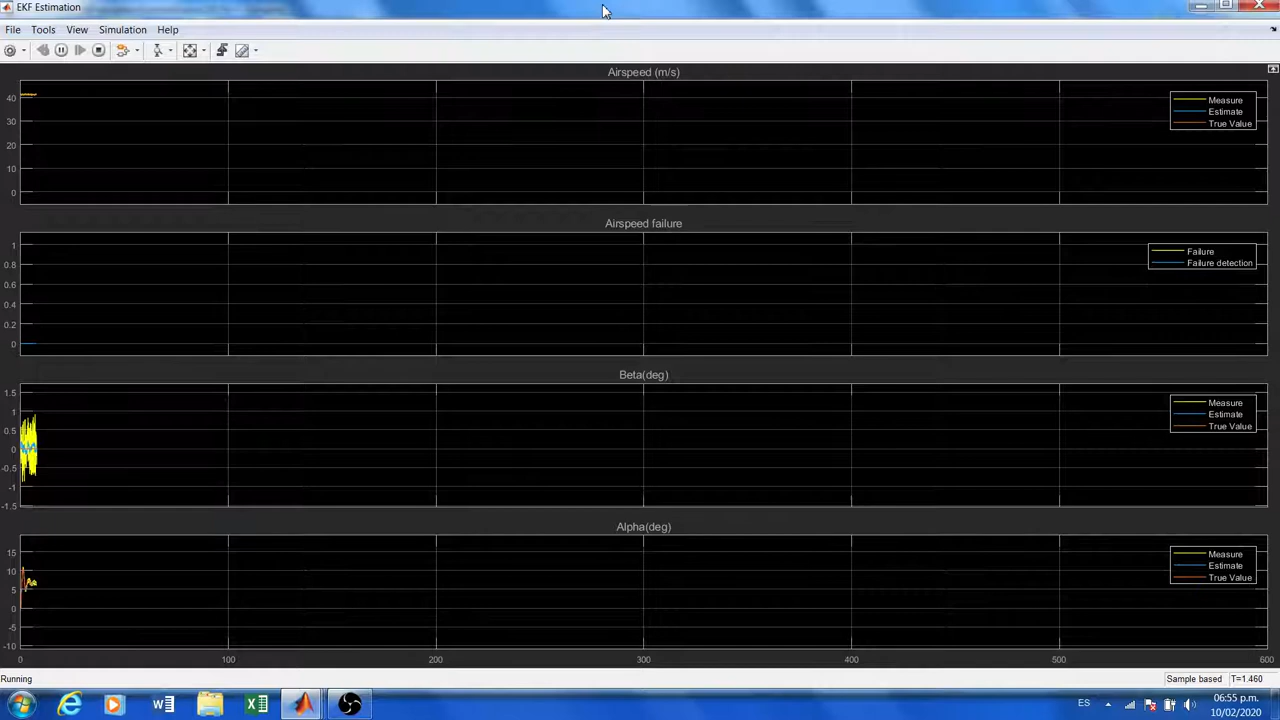 EKF Estimation
File Tools View Simulation Help
Airspeed (m/s)
40
30
20
10
0
Measure
Estimate
True Value
Airspeed failure
1
0.8
0.6
0.4
0.2
0
Failure
Failure detection
Beta(deg)
1.5
1
0.5
0
-0.5
-1
-1.5
Measure
Estimate
True Value
Alpha(deg)
15
10
5
0
-5
-10
Measure
Estimate
True Value
0 100 200 300 400 500 600
Running
Sample based T=1.460
ES
06:55 p.m.
10/02/2020